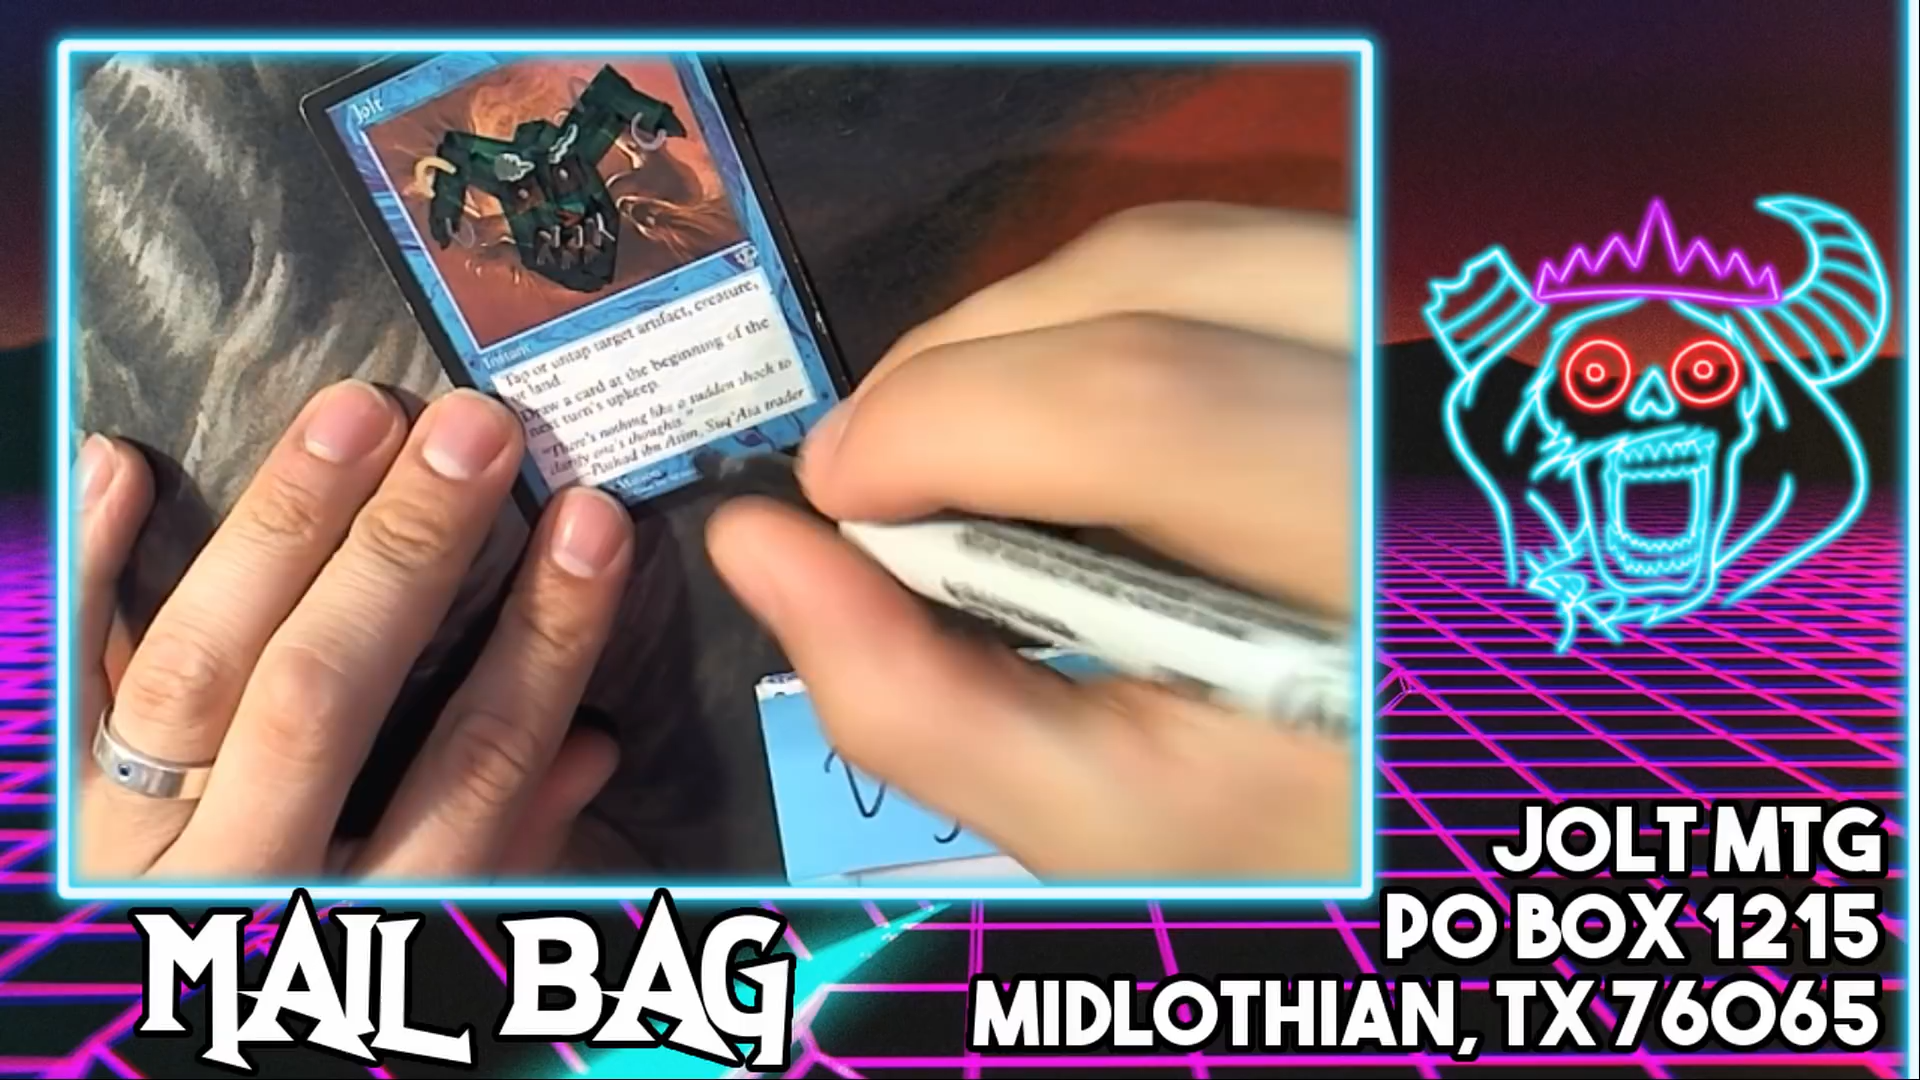 Jolt
Instant
Tap or untap target artifact, creature,
or land.
Draw a card at the beginning of the
next turn's upkeep.
"There's nothing like a sudden shock to
clarify one's thoughts."
ibn Asim, Suq'Ata trader
MAIL BAG
JOLT MTG
PO BOX 1215
MIDLOTHIAN, TX 76065